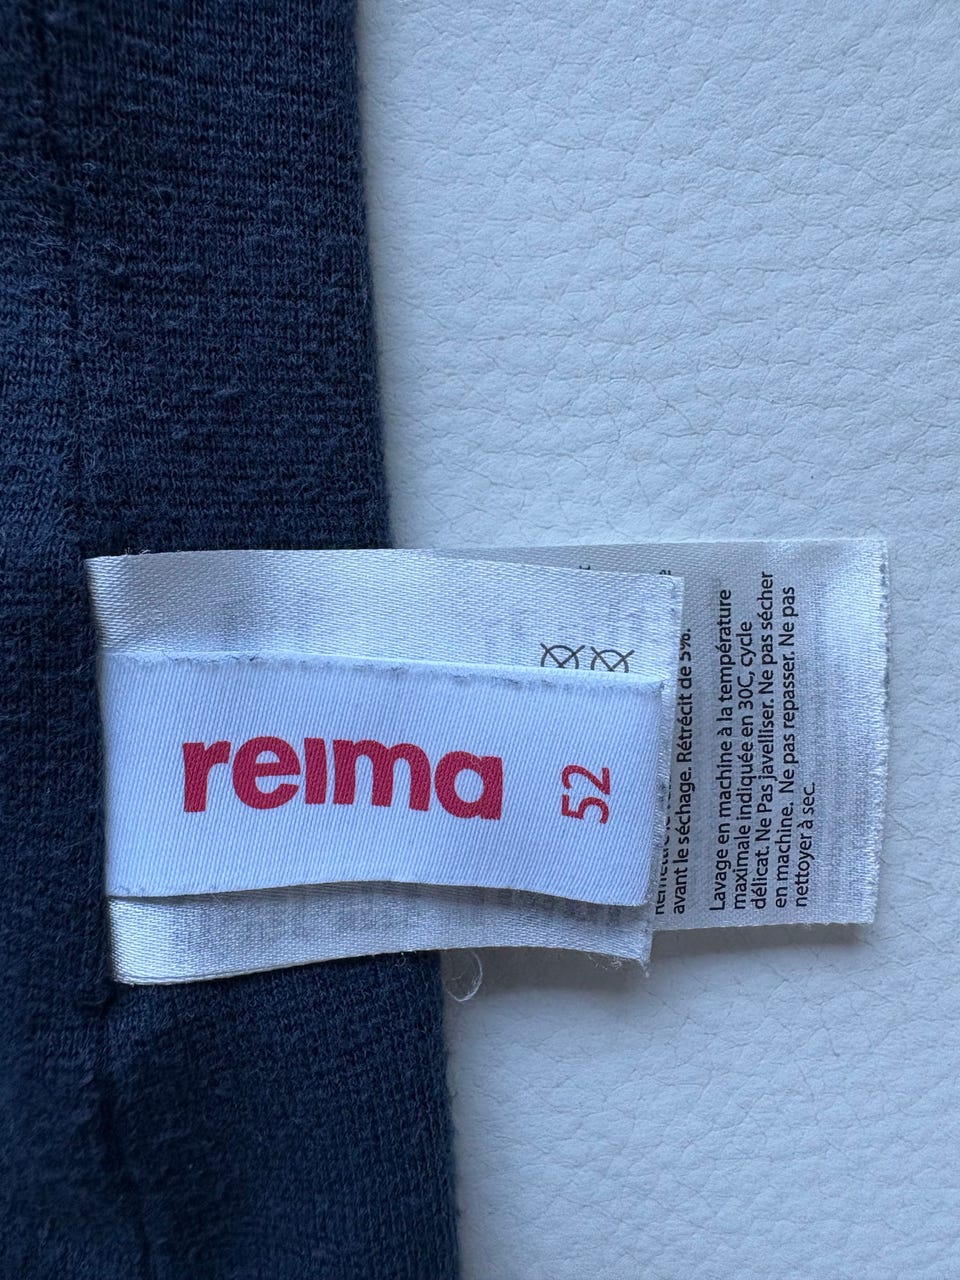 reima
52
avant le séchage. Rétrécit de 5%.
Lavage en machine à la température
maximale indiquée en 30C, cycle
délicat. Ne Pas javelliser. Ne pas sécher
en machine. Ne pas repasser. Ne pas
nettoyer à sec.